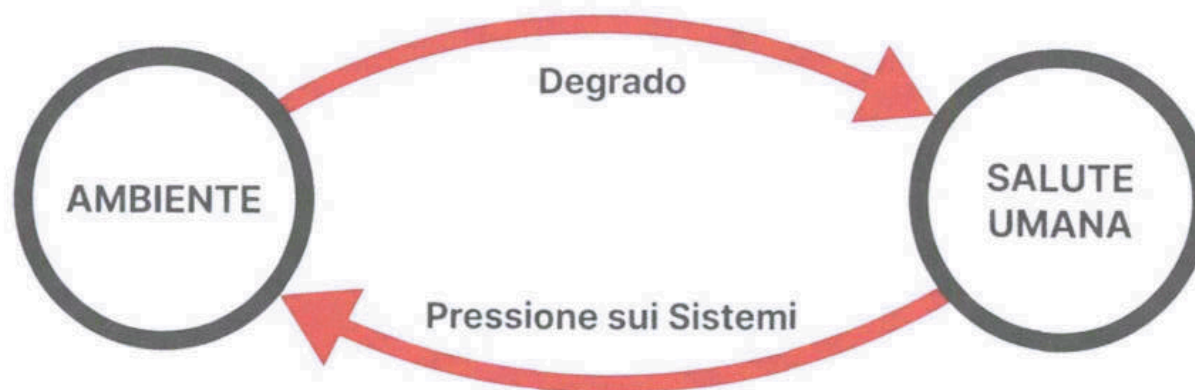 Degrado
AMBIENTE
SALUTE
UMANA
Pressione sui Sistemi